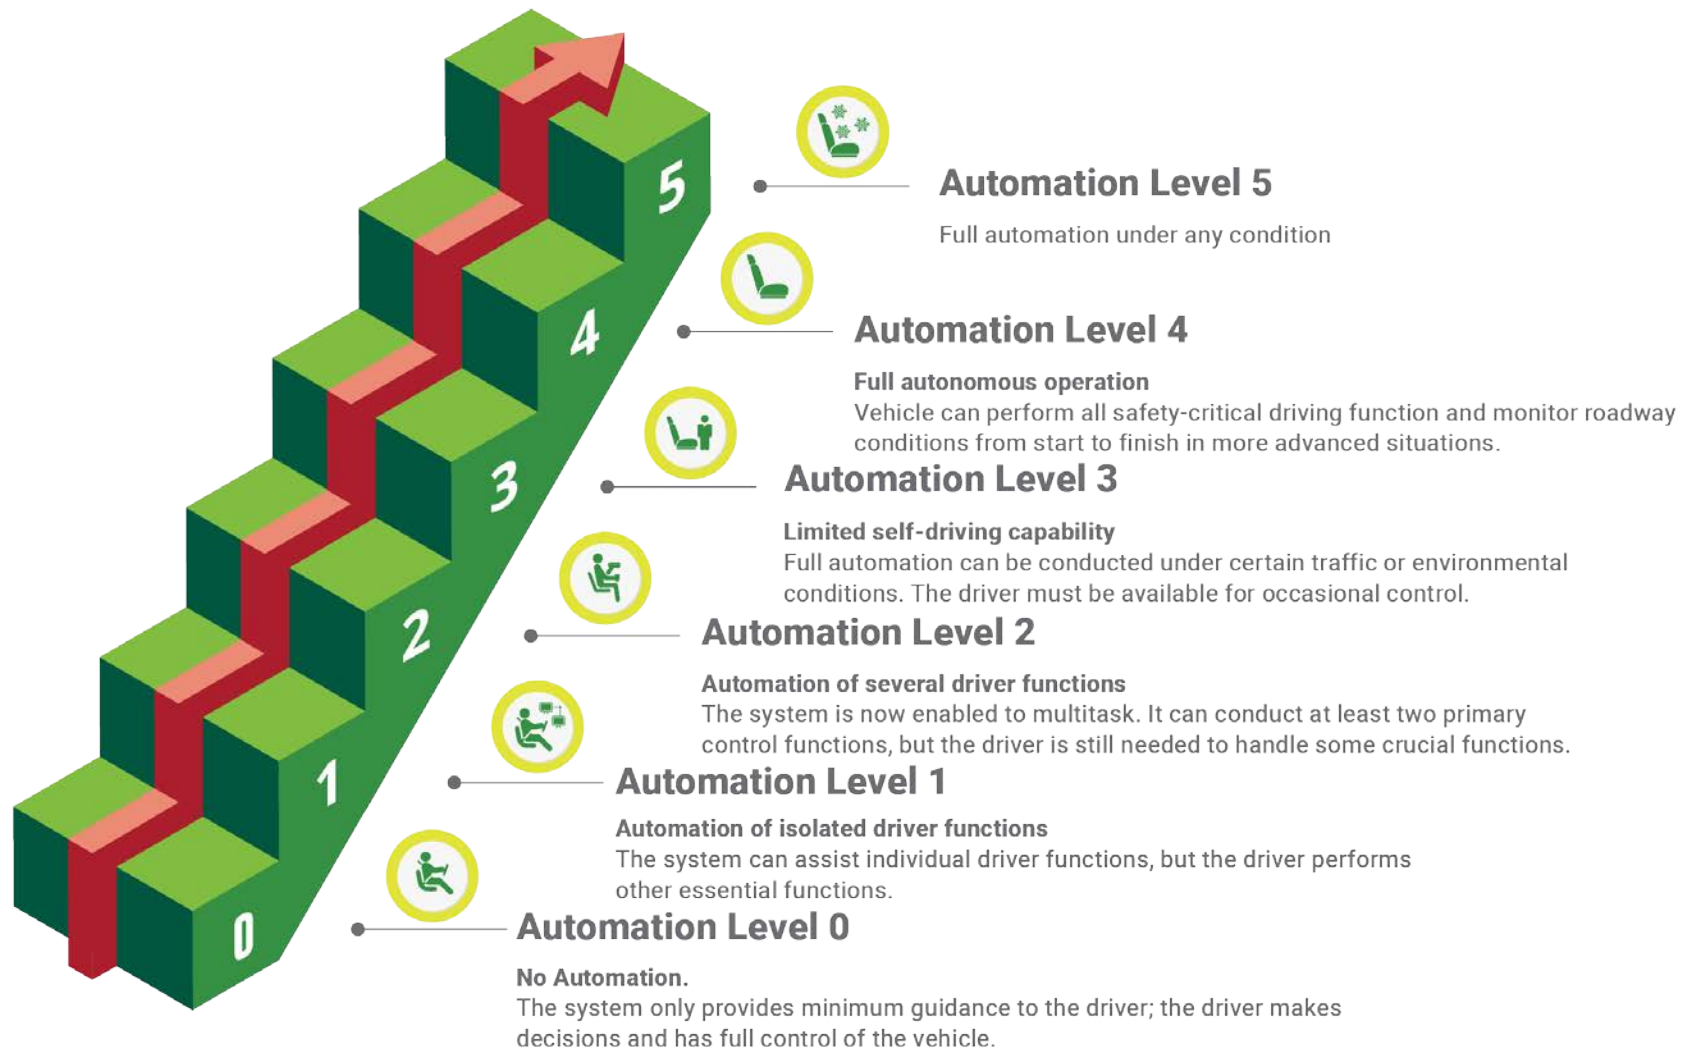 5
Automation Level 5
Full automation under any condition
4
Automation Level 4
Full autonomous operation
Vehicle can perform all safety-critical driving function and monitor roadway
conditions from start to finish in more advanced situations.
3
Automation Level 3
Limited self-driving capability
Full automation can be conducted under certain traffic or environmental
conditions. The driver must be available for occasional control.
2
Automation Level 2
Automation of several driver functions
The system is now enabled to multitask. It can conduct at least two primary
control functions, but the driver is still needed to handle some crucial functions.
1
Automation Level 1
Automation of isolated driver functions
The system can assist individual driver functions, but the driver performs
other essential functions.
0
Automation Level 0
No Automation.
The system only provides minimum guidance to the driver; the driver makes
decisions and has full control of the vehicle.